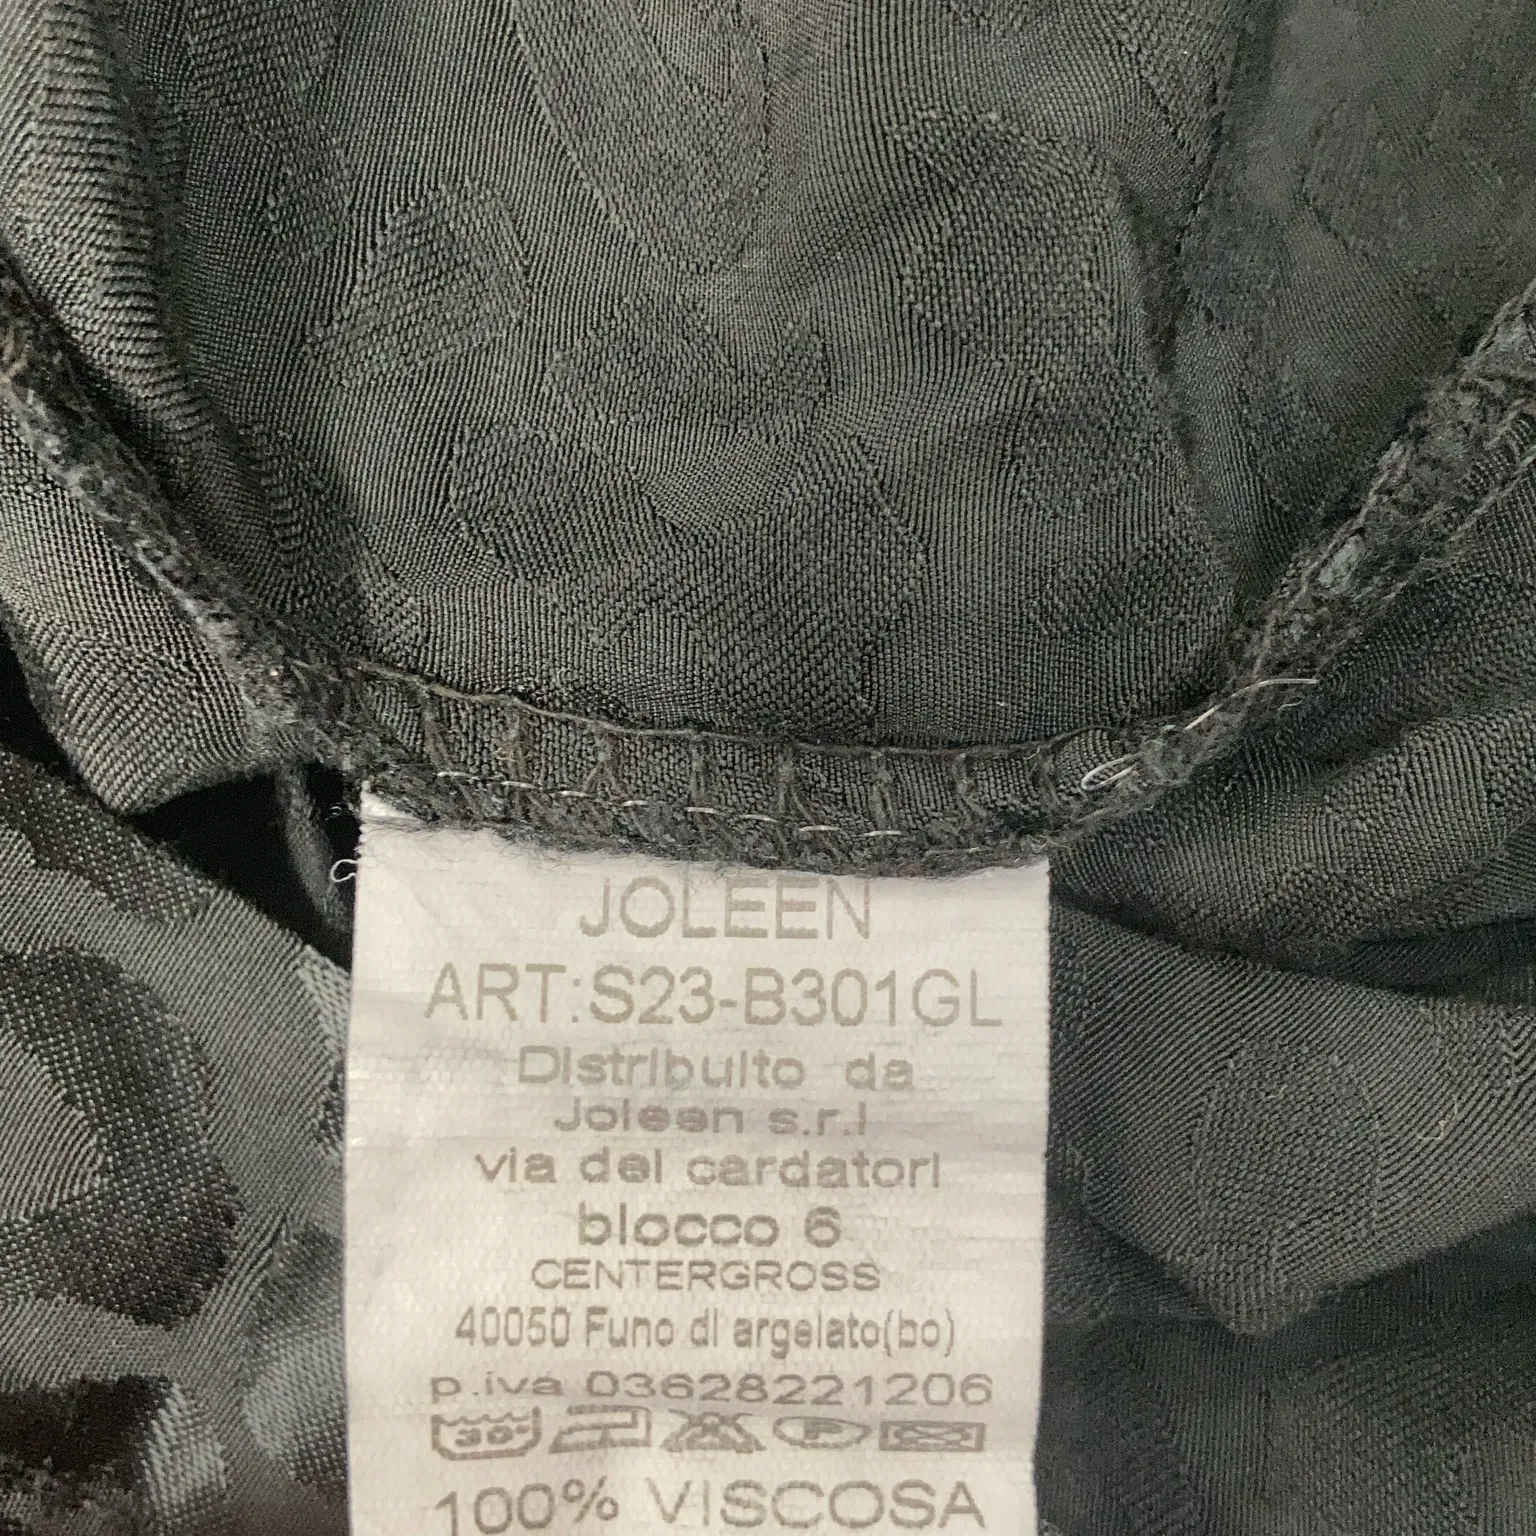 JOLEEN
ART:S23-B301GL
Distribuito da
Joleen s.r.l
via dei cardatori
blocco 6
CENTERGROSS
40050 Funo di argelato(bo)
p.iva 03628221206
30° P
100% VISCOSA